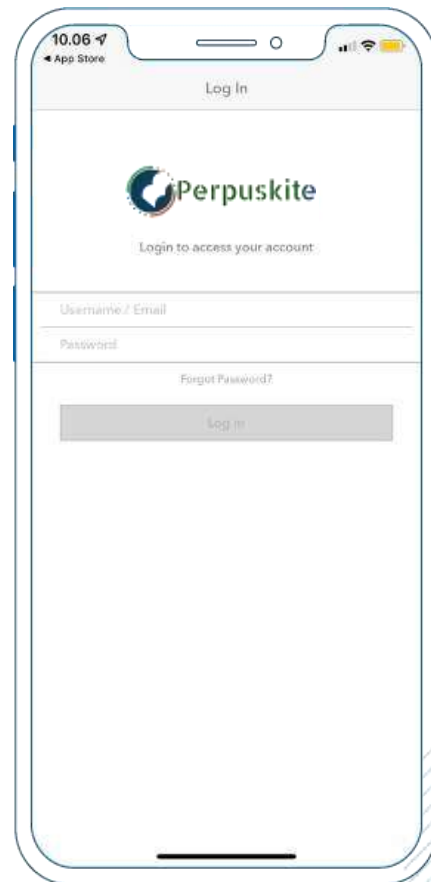 10.06
◀ App Store
Log In
Perpuskite
Login to access your account
Username / Email
Password
Forgot Password?
Log in